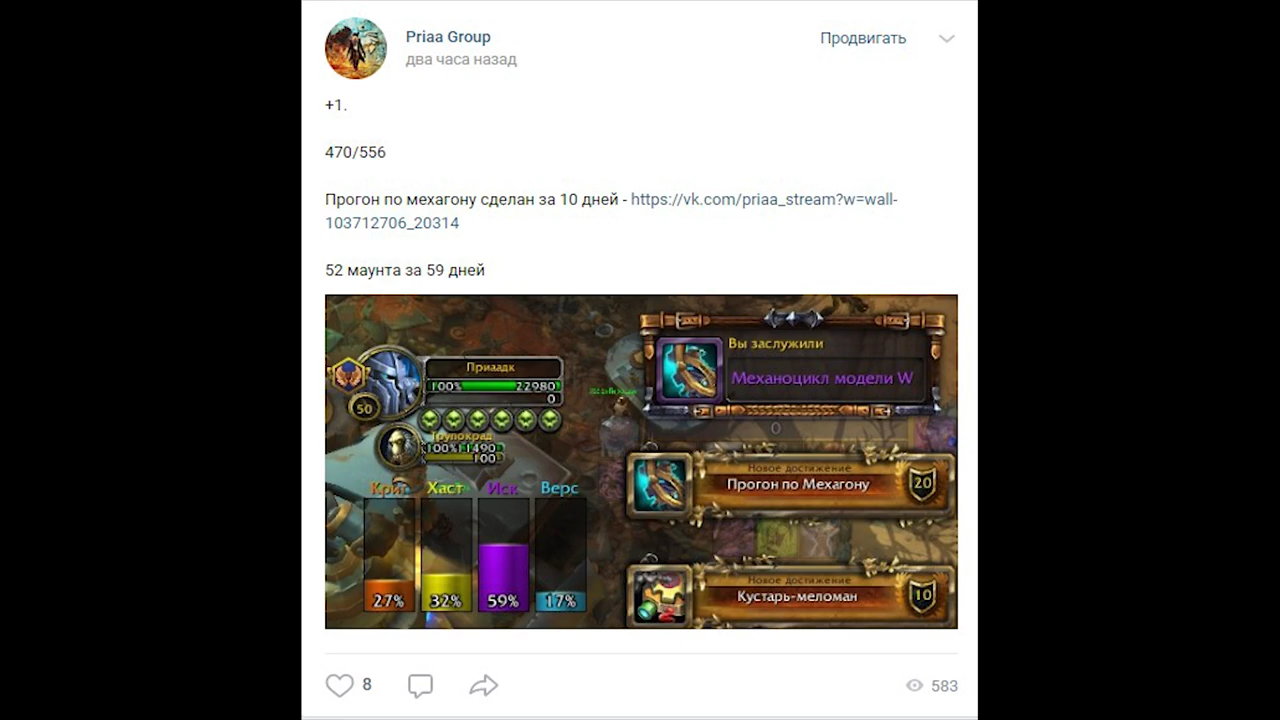 Priaa Group
два часа назад
Продвигать
+1.
470/556
Прогон по мехагону сделан за 10 дней - https://vk.com/priaa_stream?w=wall-
103712706_20314
52 маунта за 59 дней
Приаадк
100% 22980
0
50
Трупокрад
100% 11490
100
Крит Хаст Иск Верс
27% 32% 59% 17%
Вы заслужили
Механоцикл модели W
0
Новое достижение
Прогон по Мехагону
20
Новое достижение
Кустарь-меломан
10
8
583